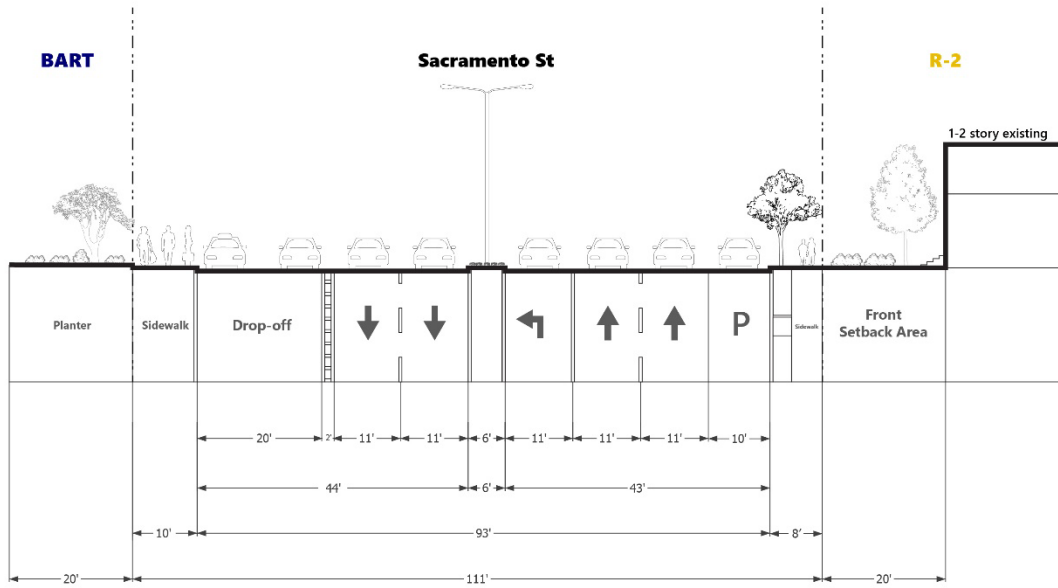 BART
Sacramento St
R-2
1-2 story existing
Planter
Sidewalk
Drop-off
P
Sidewalk
Front
Setback Area
20'
2'
11'
11'
6'
11'
11'
11'
10'
44'
6'
43'
10'
93'
8'
20'
111'
20'